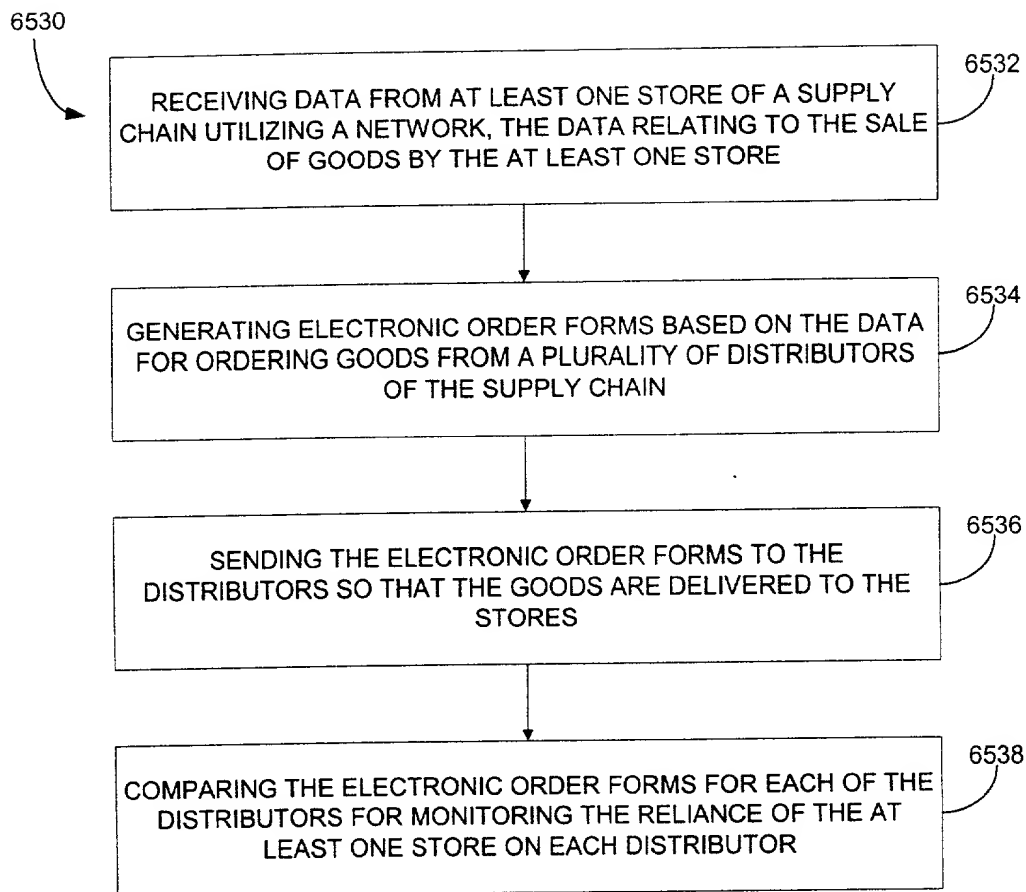 6530
6532
RECEIVING DATA FROM AT LEAST ONE STORE OF A SUPPLY
CHAIN UTILIZING A NETWORK, THE DATA RELATING TO THE SALE
OF GOODS BY THE AT LEAST ONE STORE
6534
GENERATING ELECTRONIC ORDER FORMS BASED ON THE DATA
FOR ORDERING GOODS FROM A PLURALITY OF DISTRIBUTORS
OF THE SUPPLY CHAIN
6536
SENDING THE ELECTRONIC ORDER FORMS TO THE
DISTRIBUTORS SO THAT THE GOODS ARE DELIVERED TO THE
STORES
6538
COMPARING THE ELECTRONIC ORDER FORMS FOR EACH OF THE
DISTRIBUTORS FOR MONITORING THE RELIANCE OF THE AT
LEAST ONE STORE ON EACH DISTRIBUTOR